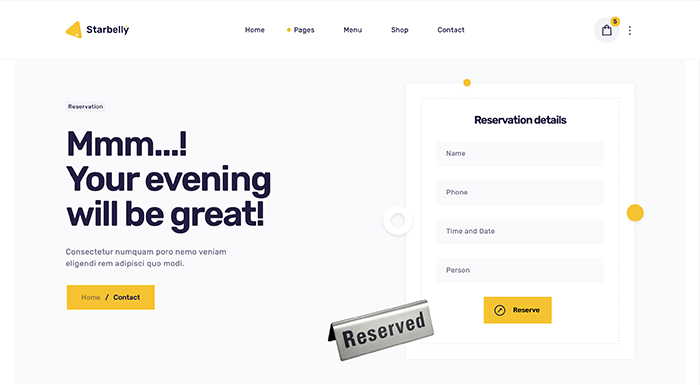 Starbelly
Home Pages Menu Shop Contact
5
Reservation
Mmm...!
Your evening
will be great!
Consectetur numquam poro nemo veniam
eligendi rem adipisci quo modi.
Home / Contact
Reservation details
Name
Phone
Time and Date
Person
Reserve
Reserved